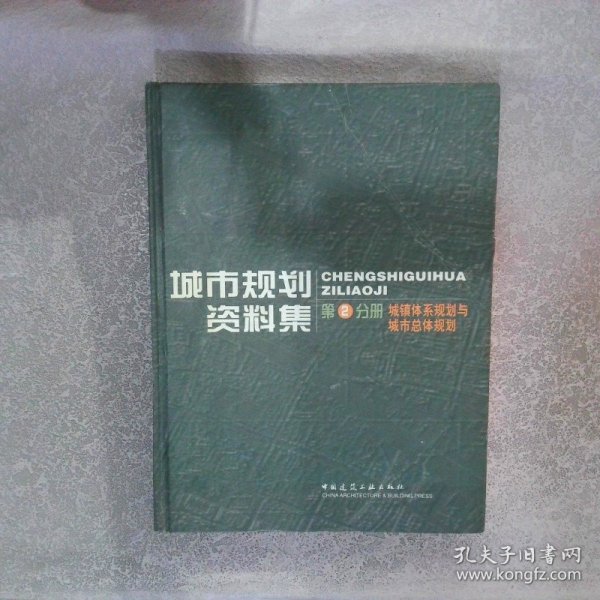 城市规划
资料集
CHENGSHIGUIHUA
ZILIAOJI
第2分册 城镇体系规划与
城市总体规划
中国建筑工业出版社
CHINA ARCHITECTURE & BUILDING PRESS
孔夫子旧书网
www.kongfz.com